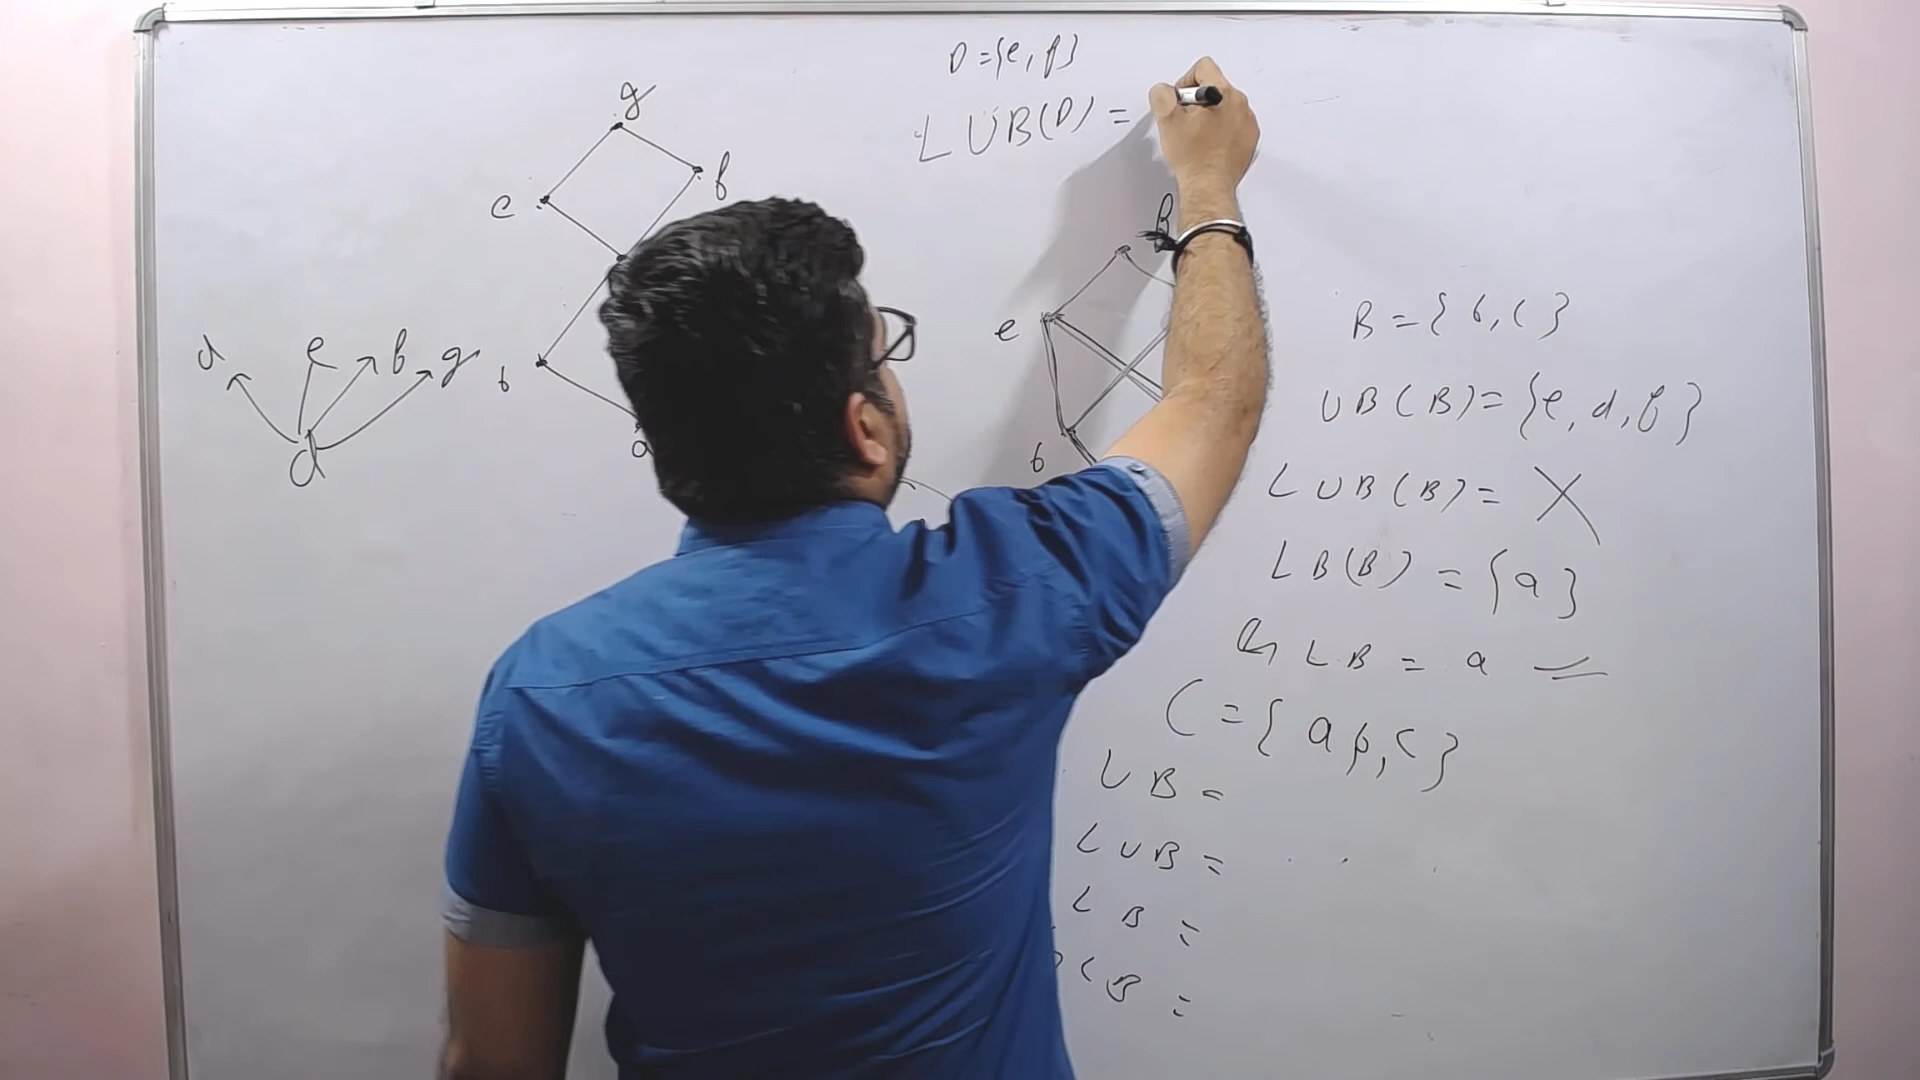 D = {e, f}
LUB(D) =
g
f
e
d e f g
d
b
a
f
e
b
B = {b, c}
UB(B) = {e, d, f}
LUB(B) = X
LB(B) = {a}
GLB = a
C = {a, b, c}
UB =
LUB =
LB =